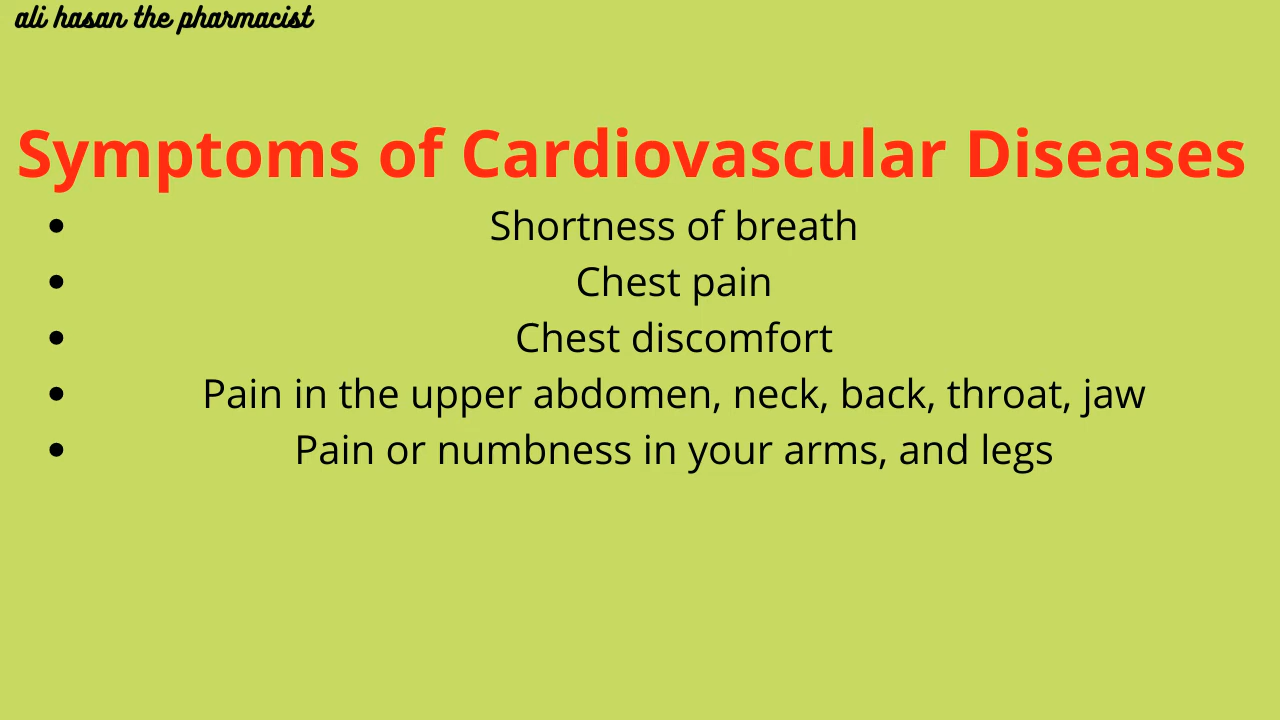 ali hasan the pharmacist
Symptoms of Cardiovascular Diseases
• Shortness of breath
• Chest pain
• Chest discomfort
• Pain in the upper abdomen, neck, back, throat, jaw
• Pain or numbness in your arms, and legs